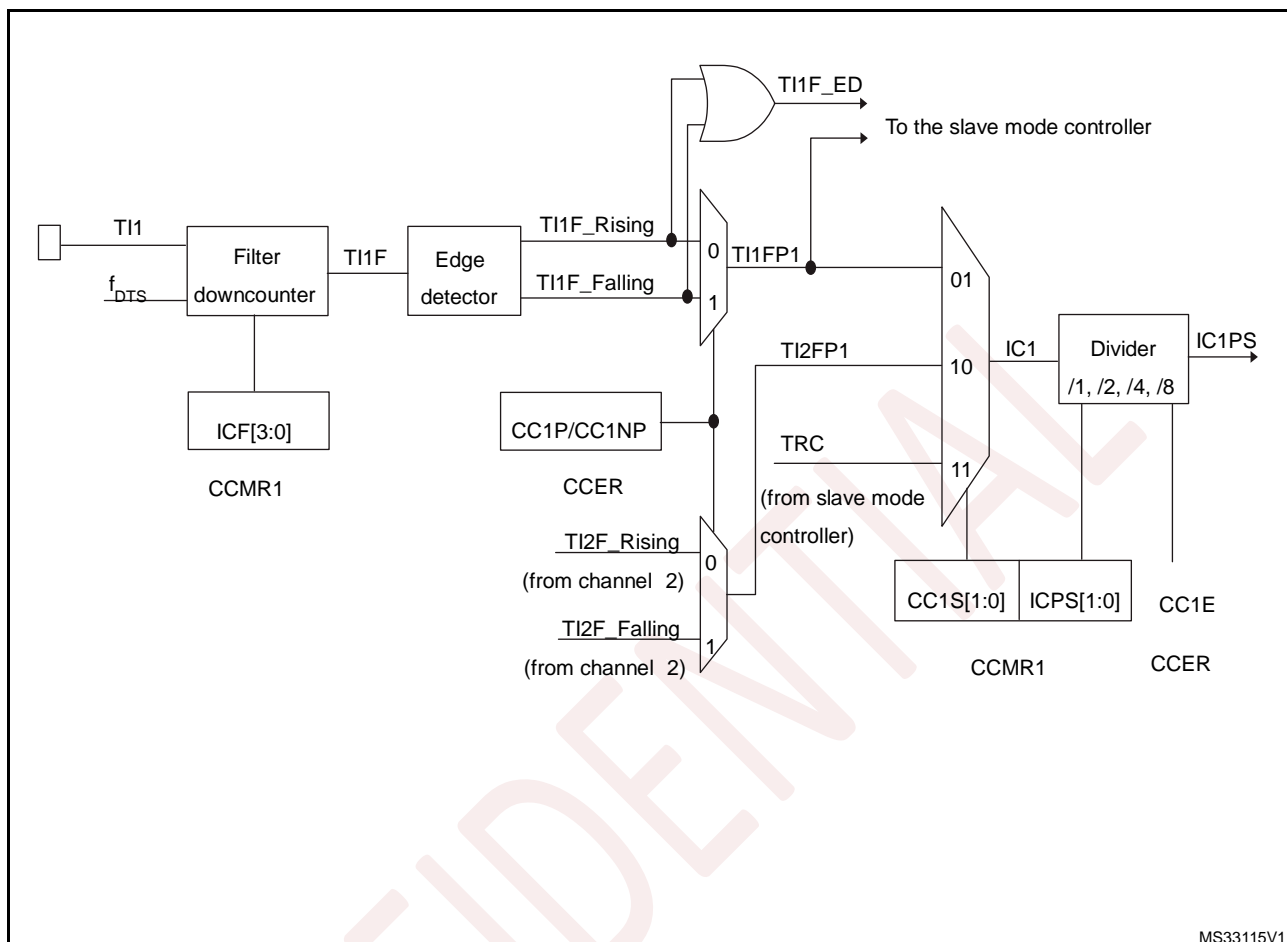 TI1F_ED
To the slave mode controller
TI1
f DTS
Filter
downcounter
TI1F
Edge
detector
TI1F_Rising
TI1F_Falling
0
1
TI1FP1
01
TI2FP1
10
IC1
Divider
/1, /2, /4, /8
IC1PS
ICF[3:0]
CCMR1
CC1P/CC1NP
CCER
TRC
11
(from slave mode
controller)
TI2F_Rising
(from channel 2)
0
TI2F_Falling
1
(from channel 2)
CC1S[1:0]
ICPS[1:0]
CC1E
CCMR1
CCER
FIDENTIAL
MS33115V1